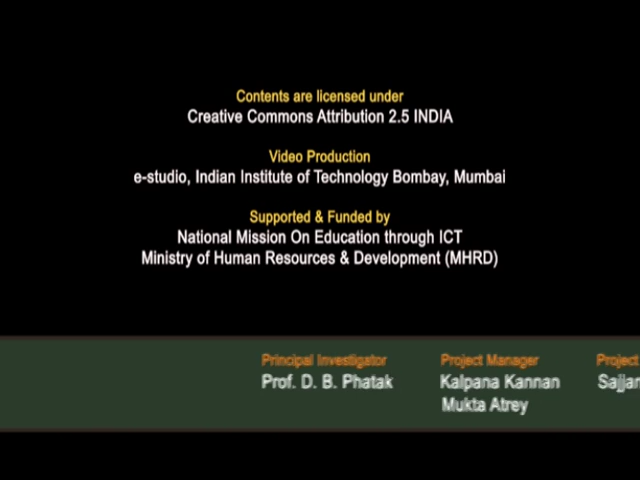 Contents are licensed under
Creative Commons Attribution 2.5 INDIA
Video Production
e-studio, Indian Institute of Technology Bombay, Mumbai
Supported & Funded by
National Mission On Education through ICT
Ministry of Human Resources & Development (MHRD)
Principal Investigator
Prof. D. B. Phatak
Project Manager
Kalpana Kannan
Mukta Atrey
Project